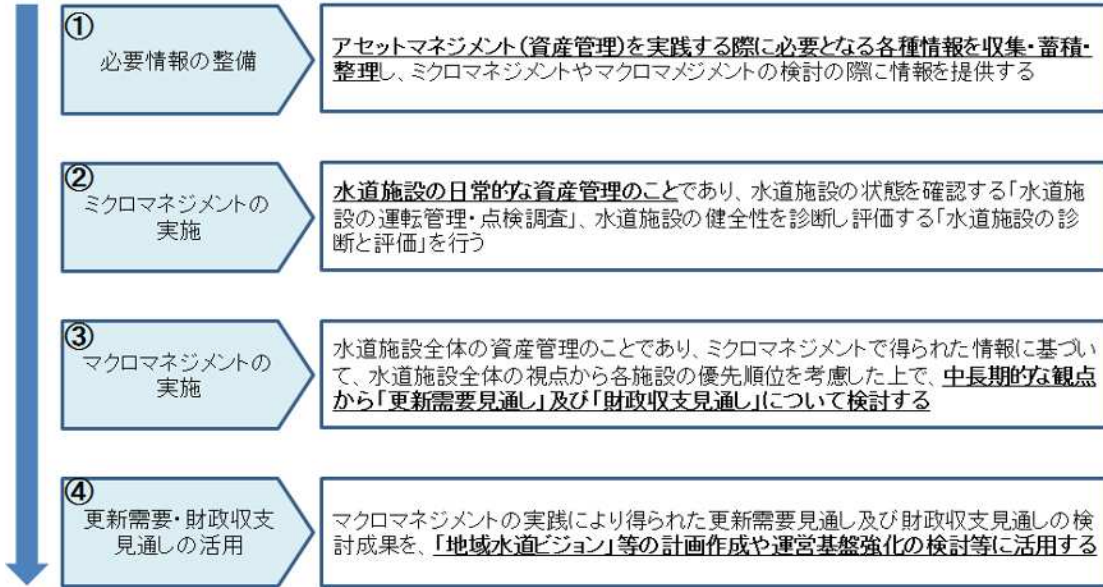 ①
必要情報の整備
アセットマネジメント(資産管理)を実践する際に必要となる各種情報を収集・蓄積・
整理し、ミクロマネジメントやマクロマメジメントの検討の際に情報を提供する
②
ミクロマネジメントの
実施
水道施設の日常的な資産管理のことであり、水道施設の状態を確認する「水道施
設の運転管理・点検調査」、水道施設の健全性を診断し評価する「水道施設の診
断と評価」を行う
③
マクロマネジメントの
実施
水道施設全体の資産管理のことであり、ミクロマネジメントで得られた情報に基づい
て、水道施設全体の視点から各施設の優先順位を考慮した上で、中長期的な観点
から「更新需要見通し」及び「財政収支見通し」について検討する
④
更新需要・財政収支
見通しの活用
マクロマネジメントの実践により得られた更新需要見通し及び財政収支見通しの検
討成果を、「地域水道ビジョン」等の計画作成や運営基盤強化の検討等に活用する